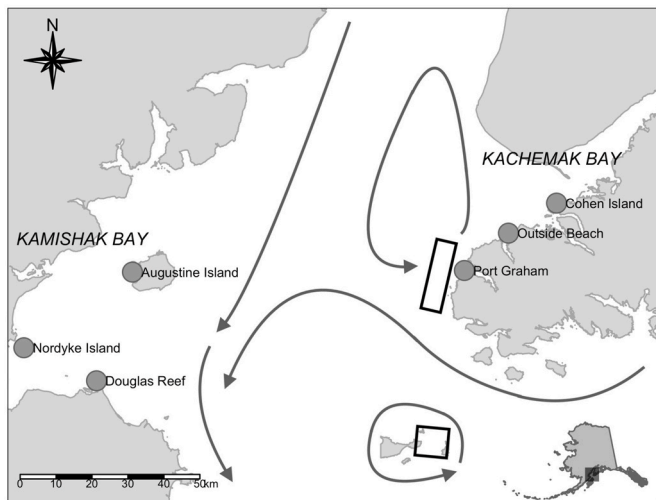 N
KACHEMAK BAY
Cohen Island
Outside Beach
KAMISHAK BAY
Augustine Island
Port Graham
Nordyke Island
Douglas Reef
0 10 20 30 40 50km